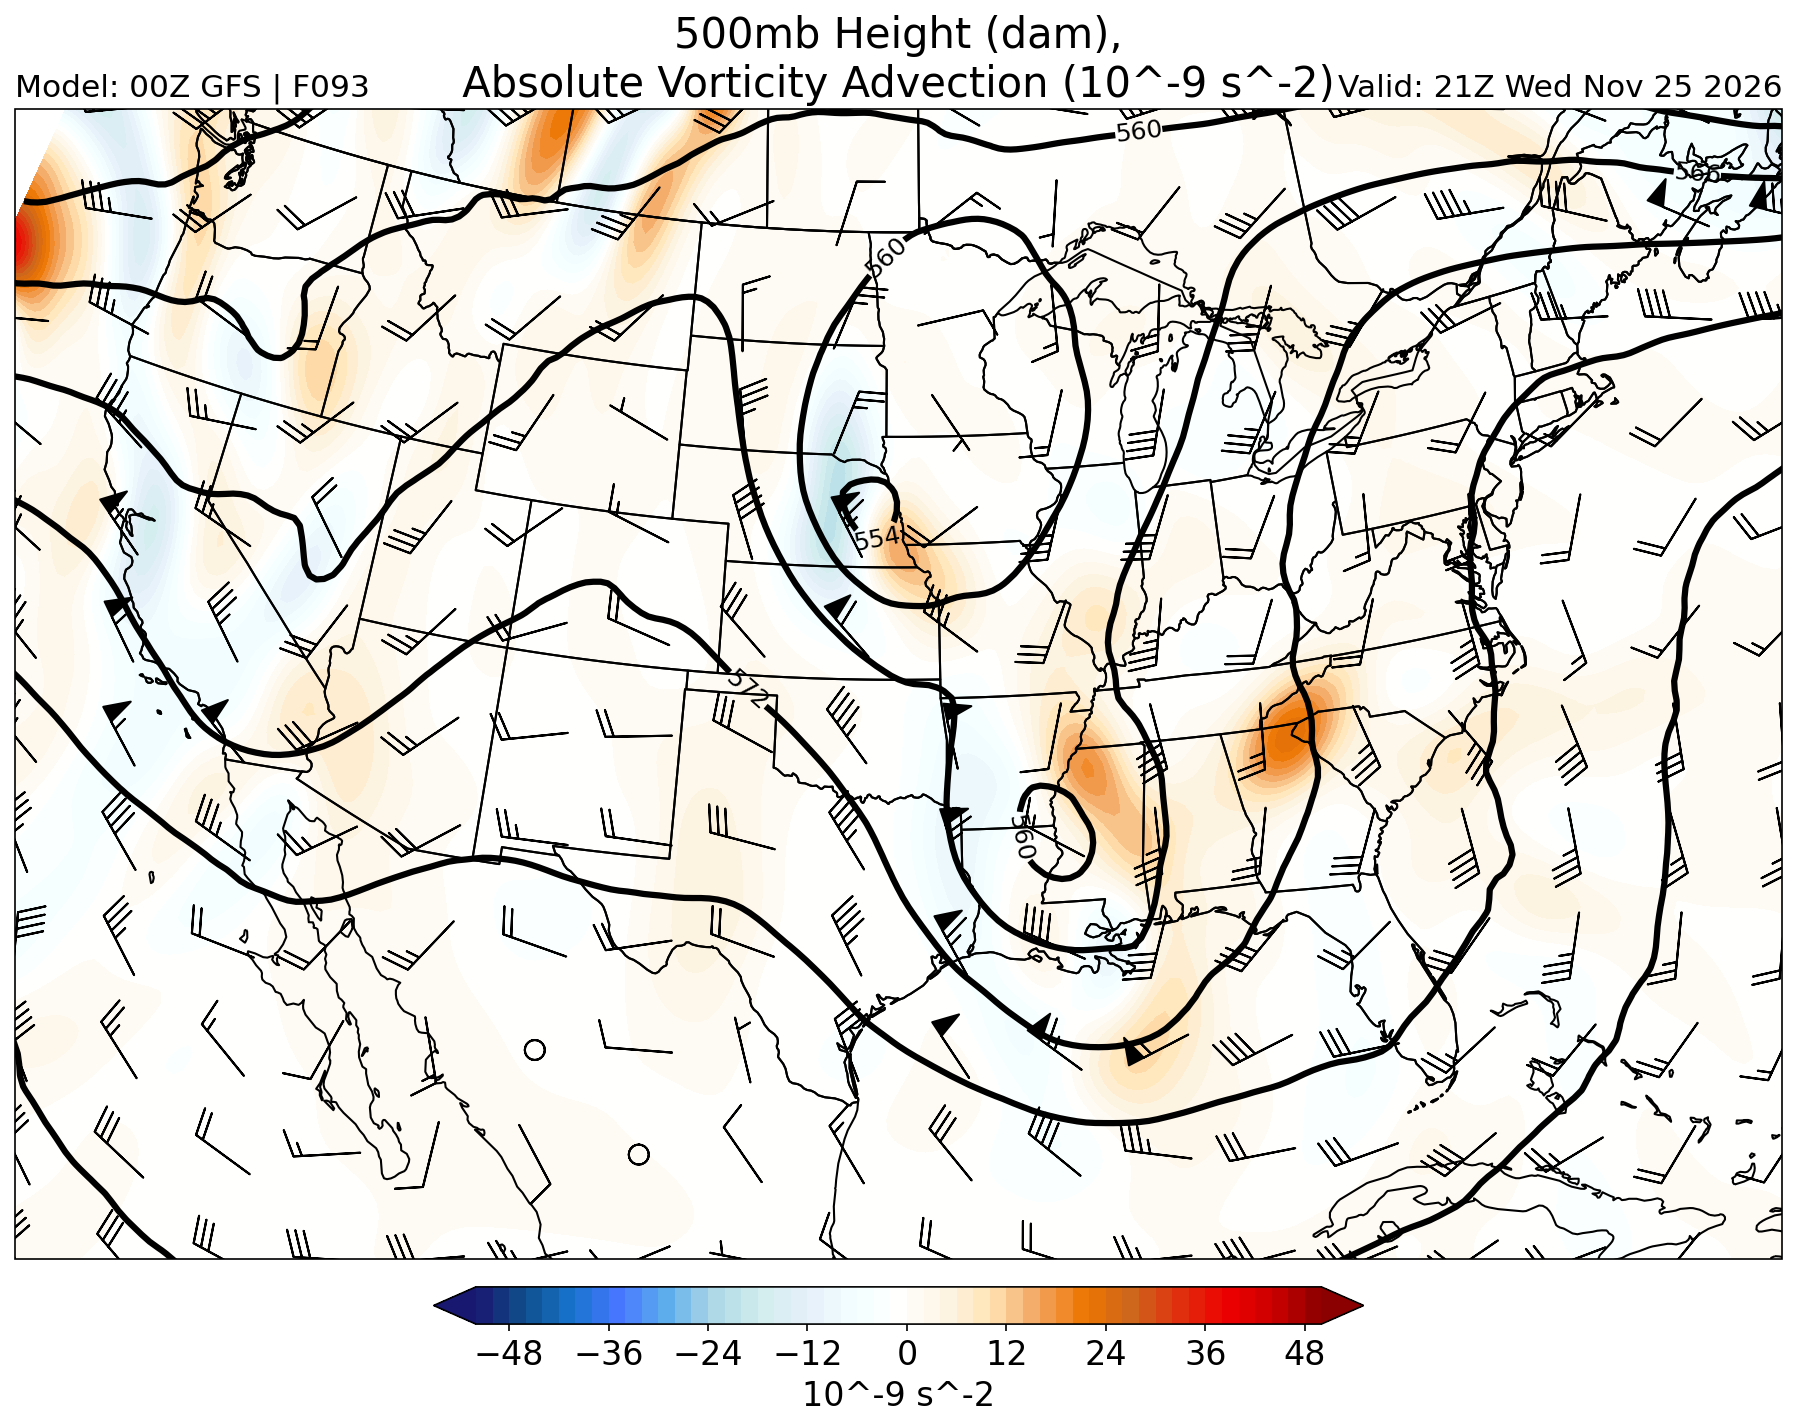 500mb Height (dam),
Model: 00Z GFS | F093
Absolute Vorticity Advection (10^-9 s^-2)
Valid: 21Z Wed Nov 25 2026
560
566
560
554
572
560
−48 −36 −24 −12 0 12 24 36 48
10^-9 s^-2